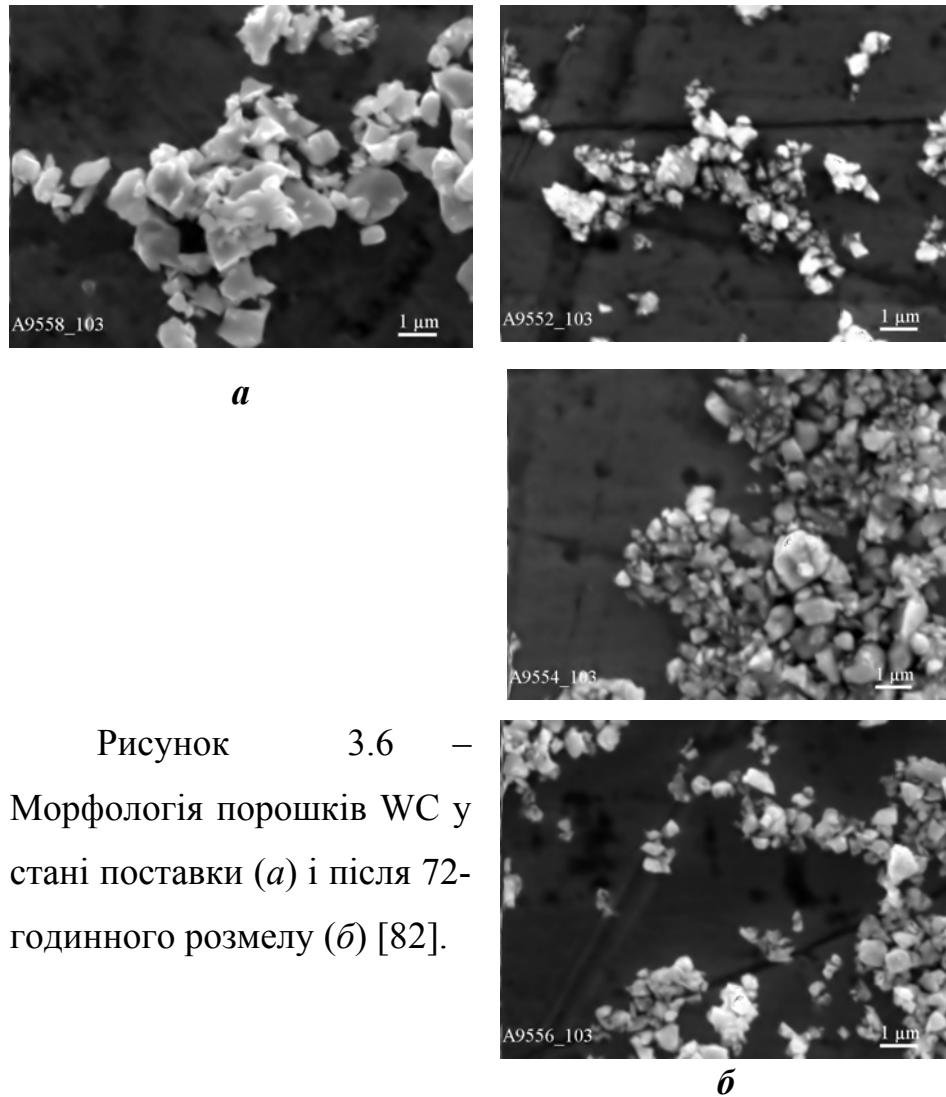 A9558_103 1 µm
A9552_103 1 µm
а
A9554_103 1 µm
Рисунок 3.6 –
Морфологія порошків WC у
стані поставки (а) і після 72-
годинного розмелу (б) [82].
A9556_103 1 µm
б